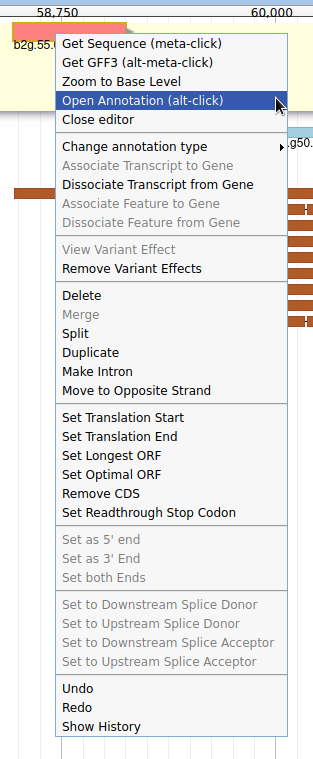 58,750
60,000
b2g.55.
.g50.
Get Sequence (meta-click)
Get GFF3 (alt-meta-click)
Zoom to Base Level
Open Annotation (alt-click)
Close editor
Change annotation type
Associate Transcript to Gene
Dissociate Transcript from Gene
Associate Feature to Gene
Dissociate Feature from Gene
View Variant Effect
Remove Variant Effects
Delete
Merge
Split
Duplicate
Make Intron
Move to Opposite Strand
Set Translation Start
Set Translation End
Set Longest ORF
Set Optimal ORF
Remove CDS
Set Readthrough Stop Codon
Set as 5' end
Set as 3' End
Set both Ends
Set to Downstream Splice Donor
Set to Upstream Splice Donor
Set to Downstream Splice Acceptor
Set to Upstream Splice Acceptor
Undo
Redo
Show History